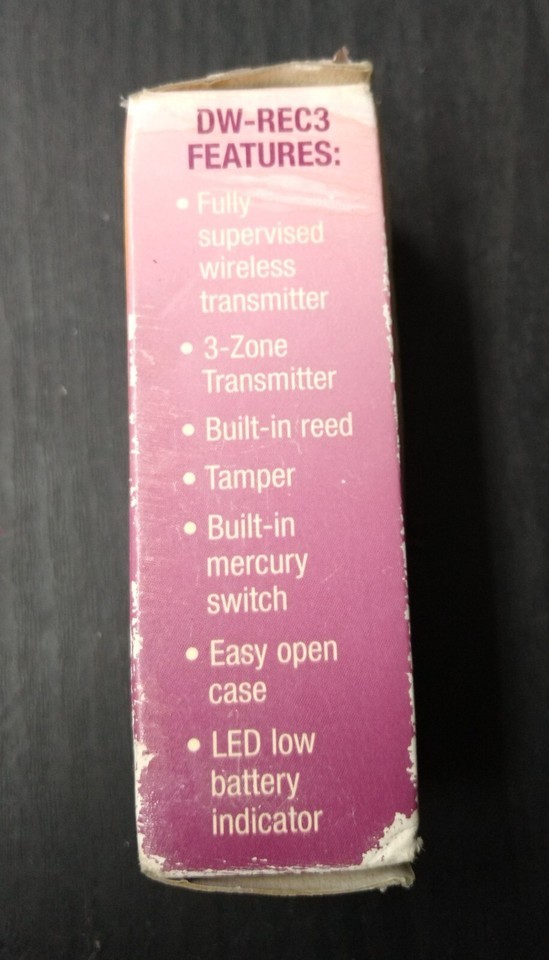 DW-REC3
FEATURES:
• Fully
supervised
wireless
transmitter
• 3-Zone
Transmitter
• Built-in reed
• Tamper
• Built-in
mercury
switch
• Easy open
case
• LED low
battery
indicator